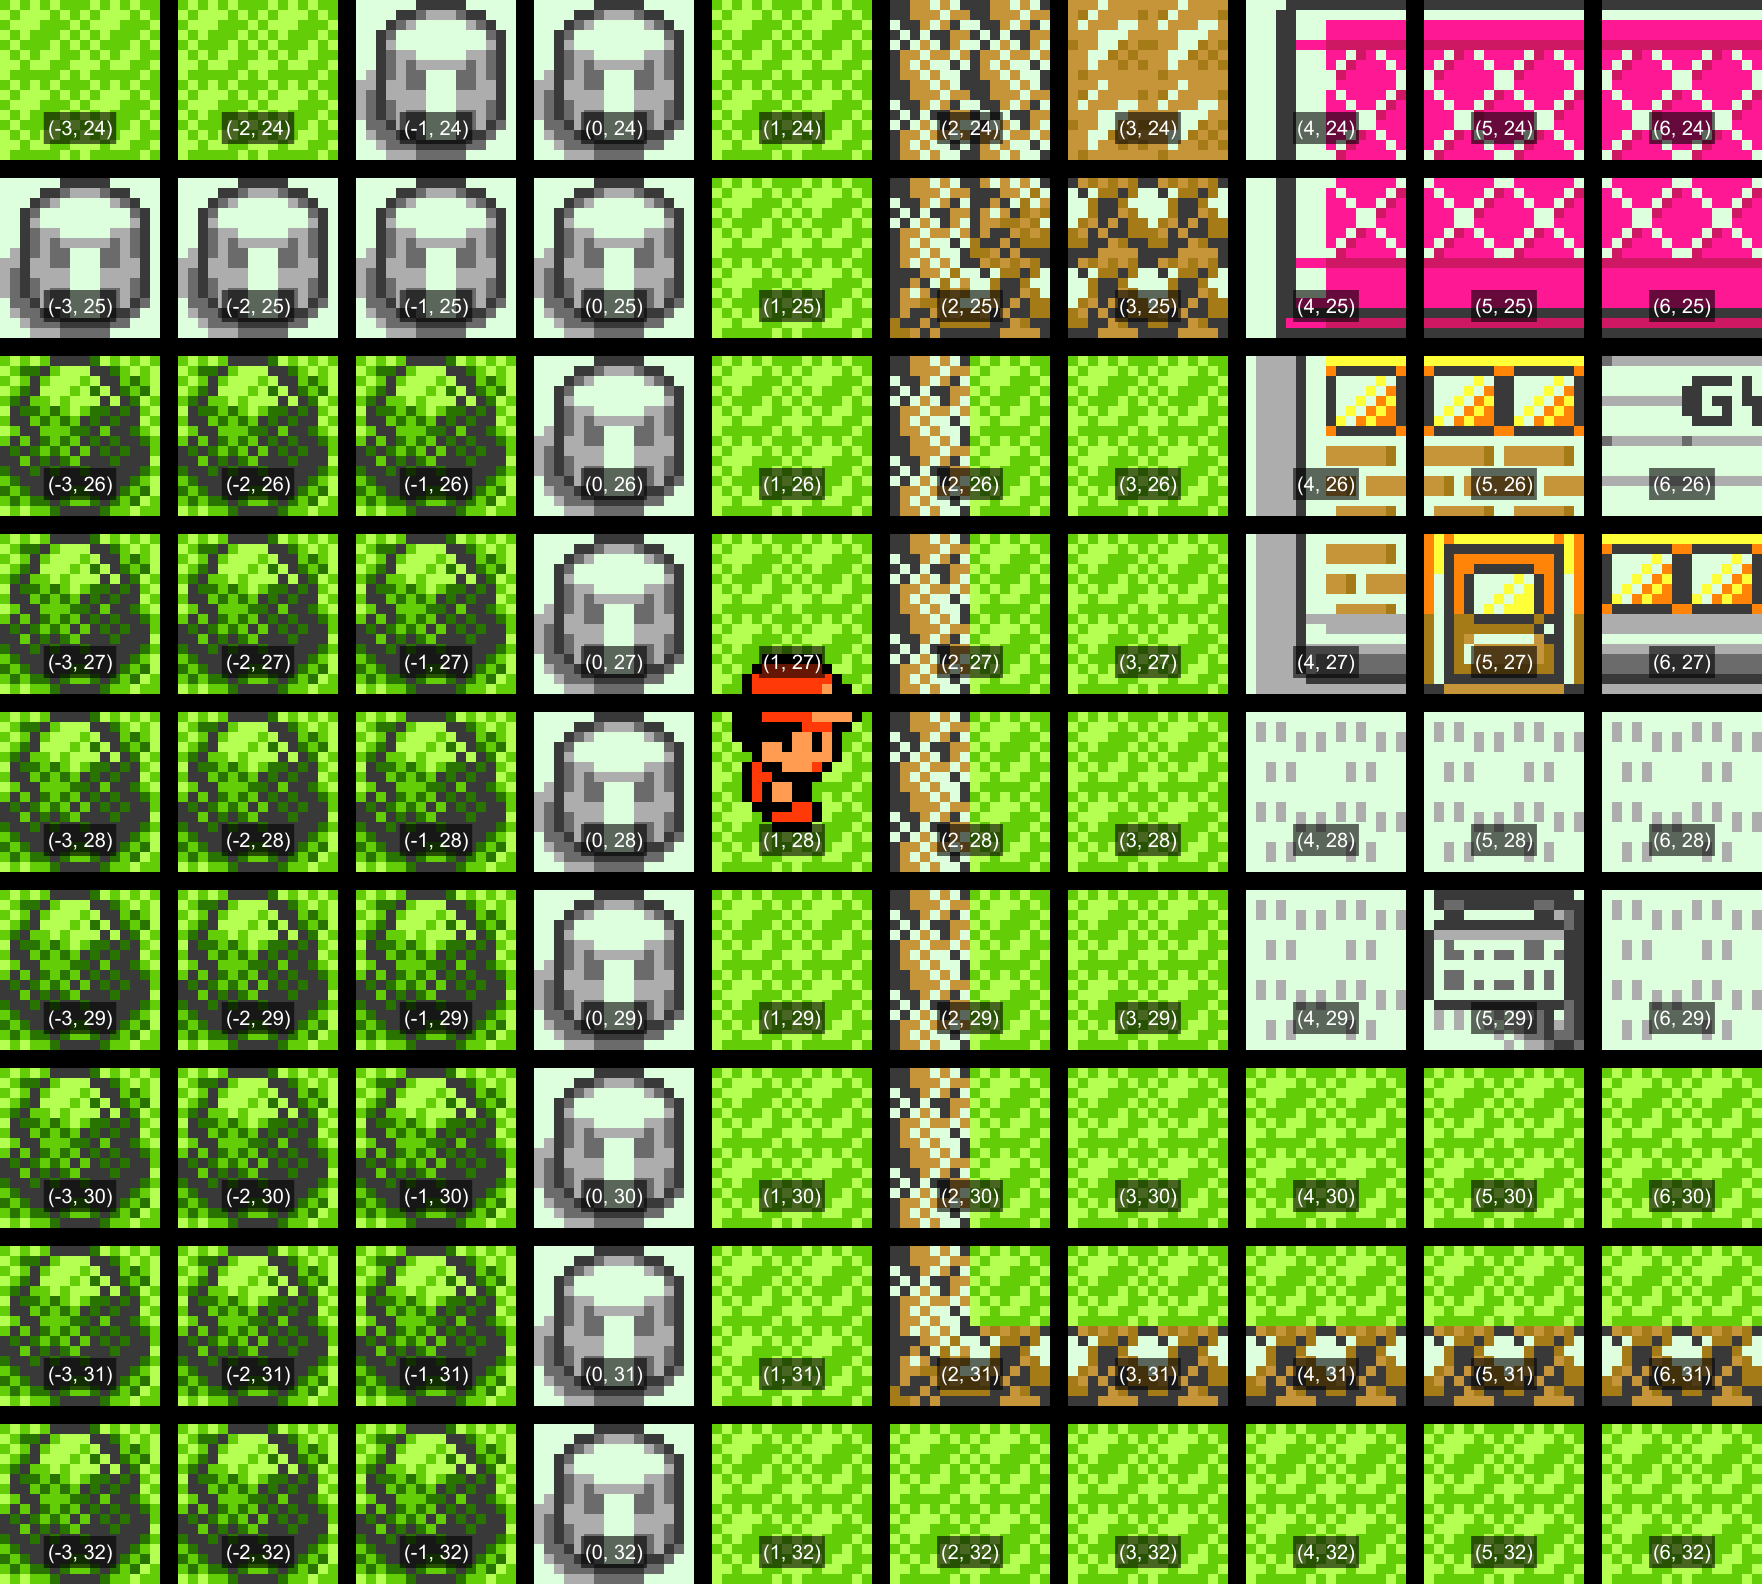 (-3, 24) (-2, 24) (-1, 24) (0, 24) (1, 24) (2, 24) (3, 24) (4, 24) (5, 24) (6, 24)
(-3, 25) (-2, 25) (-1, 25) (0, 25) (1, 25) (2, 25) (3, 25) (4, 25) (5, 25) (6, 25)
G
(-3, 26) (-2, 26) (-1, 26) (0, 26) (1, 26) (2, 26) (3, 26) (4, 26) (5, 26) (6, 26)
(-3, 27) (-2, 27) (-1, 27) (0, 27) (1, 27) (2, 27) (3, 27) (4, 27) (5, 27) (6, 27)
(-3, 28) (-2, 28) (-1, 28) (0, 28) (1, 28) (2, 28) (3, 28) (4, 28) (5, 28) (6, 28)
(-3, 29) (-2, 29) (-1, 29) (0, 29) (1, 29) (2, 29) (3, 29) (4, 29) (5, 29) (6, 29)
(-3, 30) (-2, 30) (-1, 30) (0, 30) (1, 30) (2, 30) (3, 30) (4, 30) (5, 30) (6, 30)
(-3, 31) (-2, 31) (-1, 31) (0, 31) (1, 31) (2, 31) (3, 31) (4, 31) (5, 31) (6, 31)
(-3, 32) (-2, 32) (-1, 32) (0, 32) (1, 32) (2, 32) (3, 32) (4, 32) (5, 32) (6, 32)